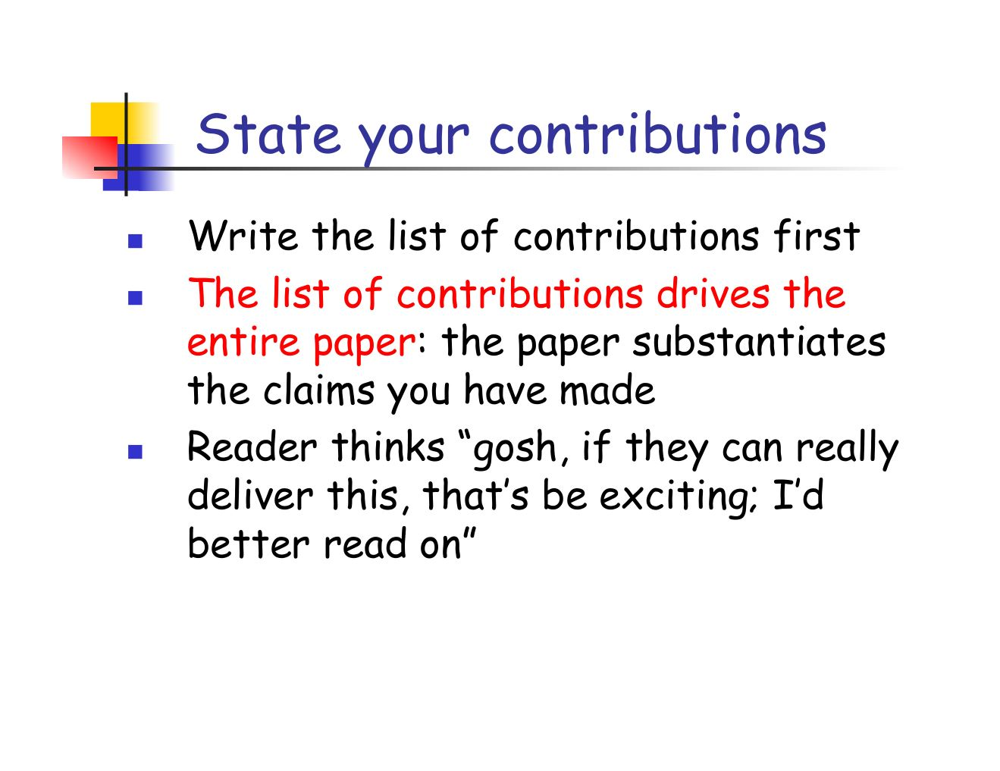 State your contributions
Write the list of contributions first
The list of contributions drives the
entire paper: the paper substantiates
the claims you have made
Reader thinks “gosh, if they can really
deliver this, that’s be exciting; I’d
better read on”